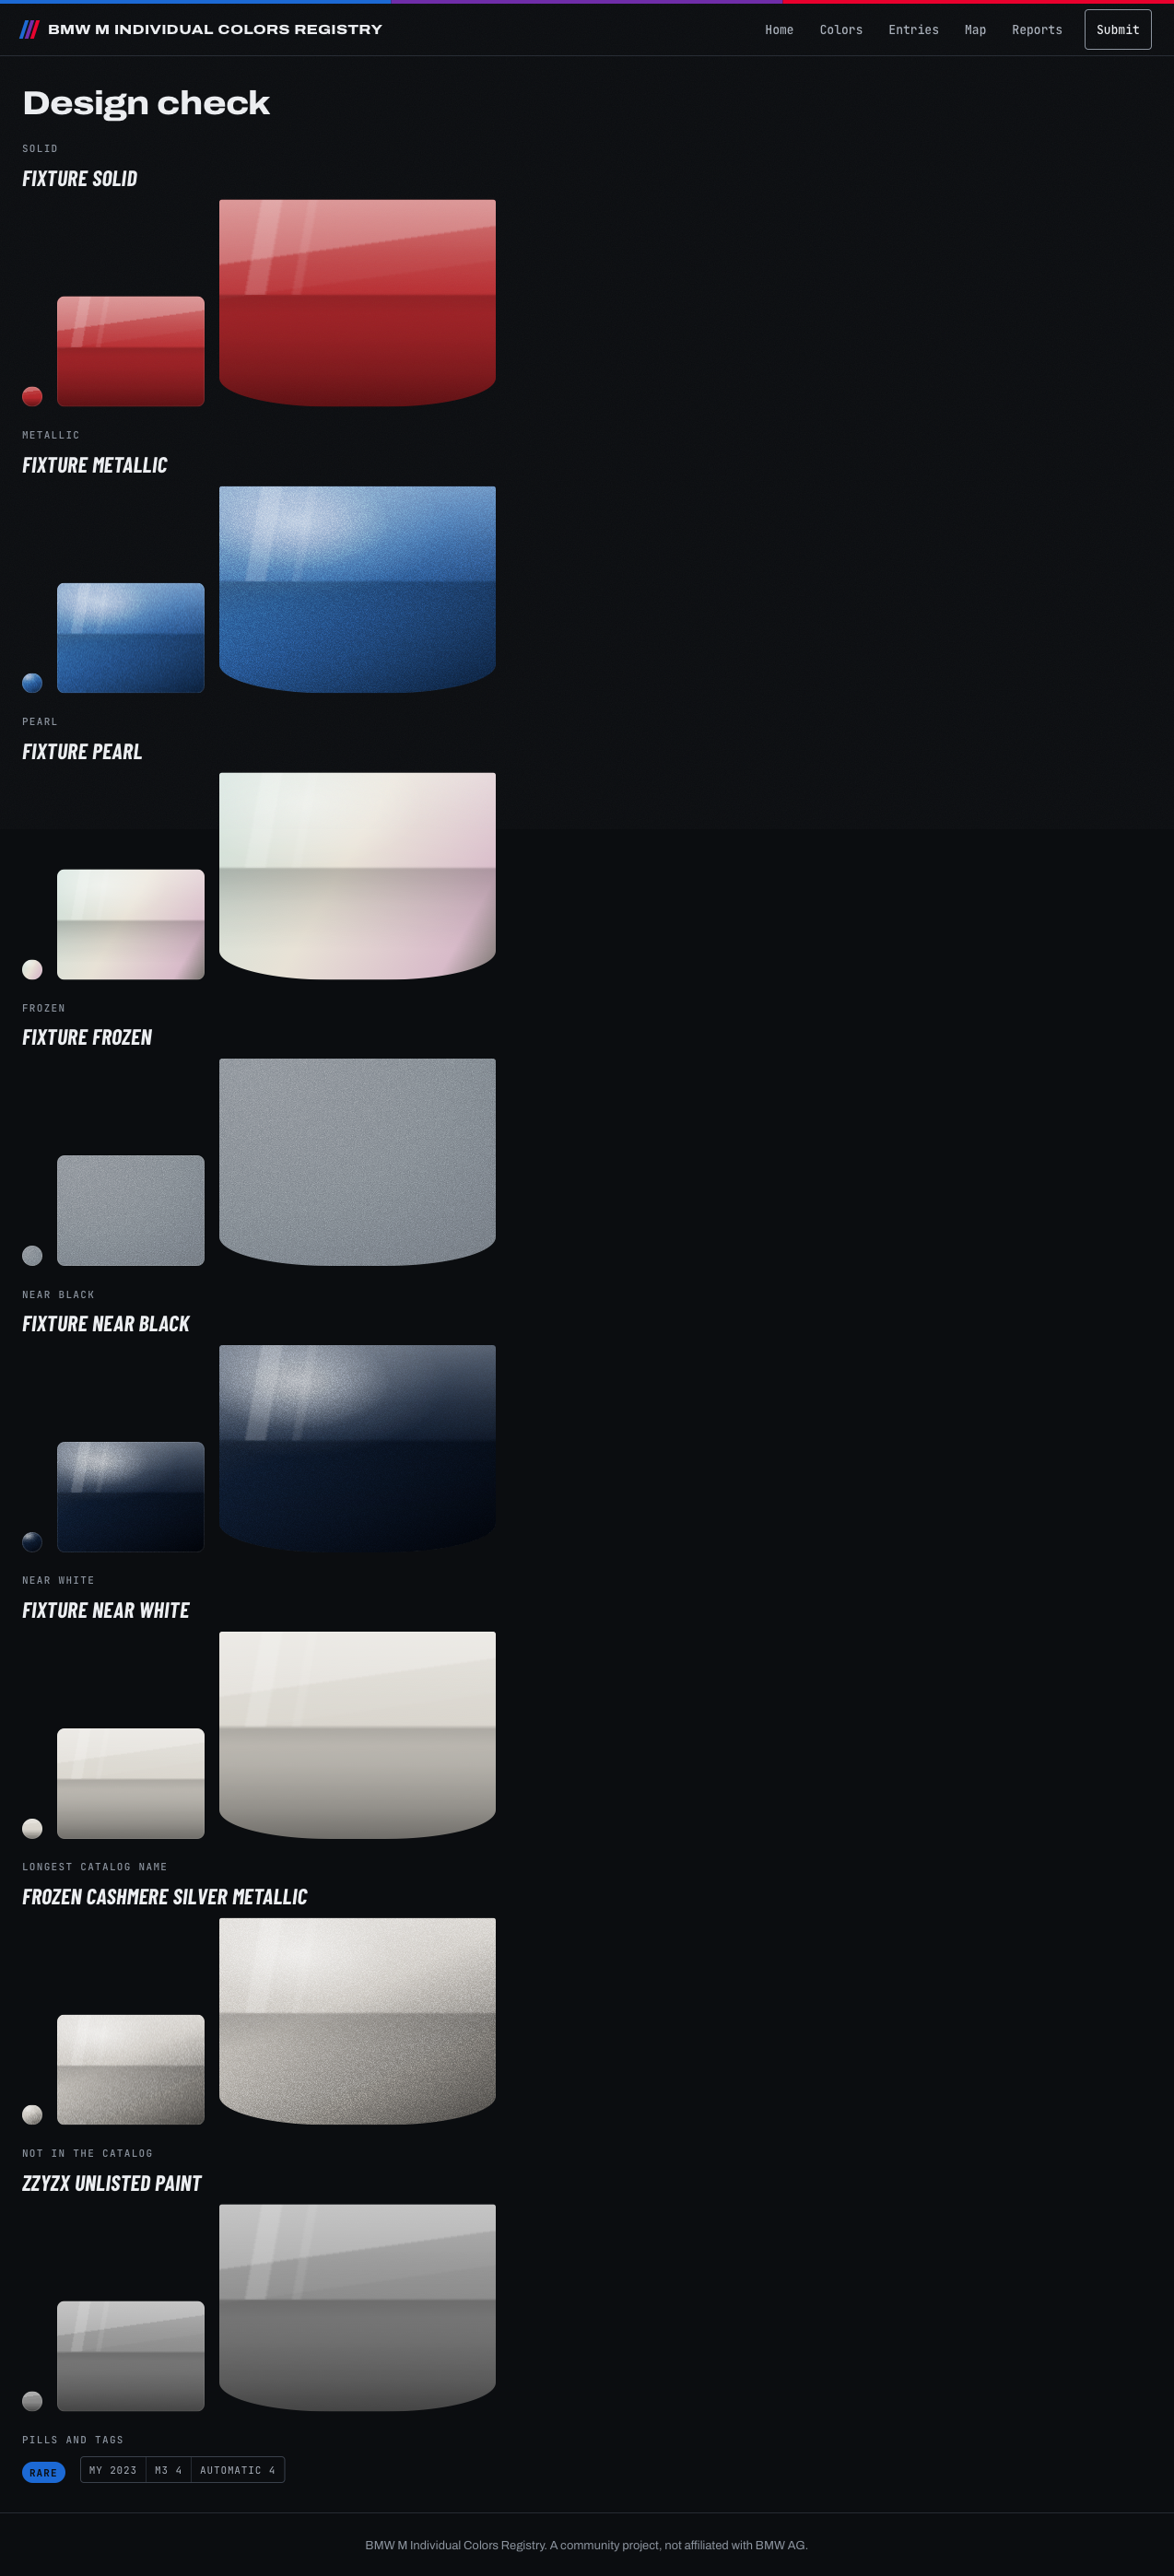 BMW M INDIVIDUAL COLORS REGISTRY
Home Colors Entries Map Reports Submit
Design check
SOLID
FIXTURE SOLID
METALLIC
FIXTURE METALLIC
PEARL
FIXTURE PEARL
FROZEN
FIXTURE FROZEN
NEAR BLACK
FIXTURE NEAR BLACK
NEAR WHITE
FIXTURE NEAR WHITE
LONGEST CATALOG NAME
FROZEN CASHMERE SILVER METALLIC
NOT IN THE CATALOG
ZZYZX UNLISTED PAINT
PILLS AND TAGS
RARE MY 2023 M3 4 AUTOMATIC 4
BMW M Individual Colors Registry. A community project, not affiliated with BMW AG.